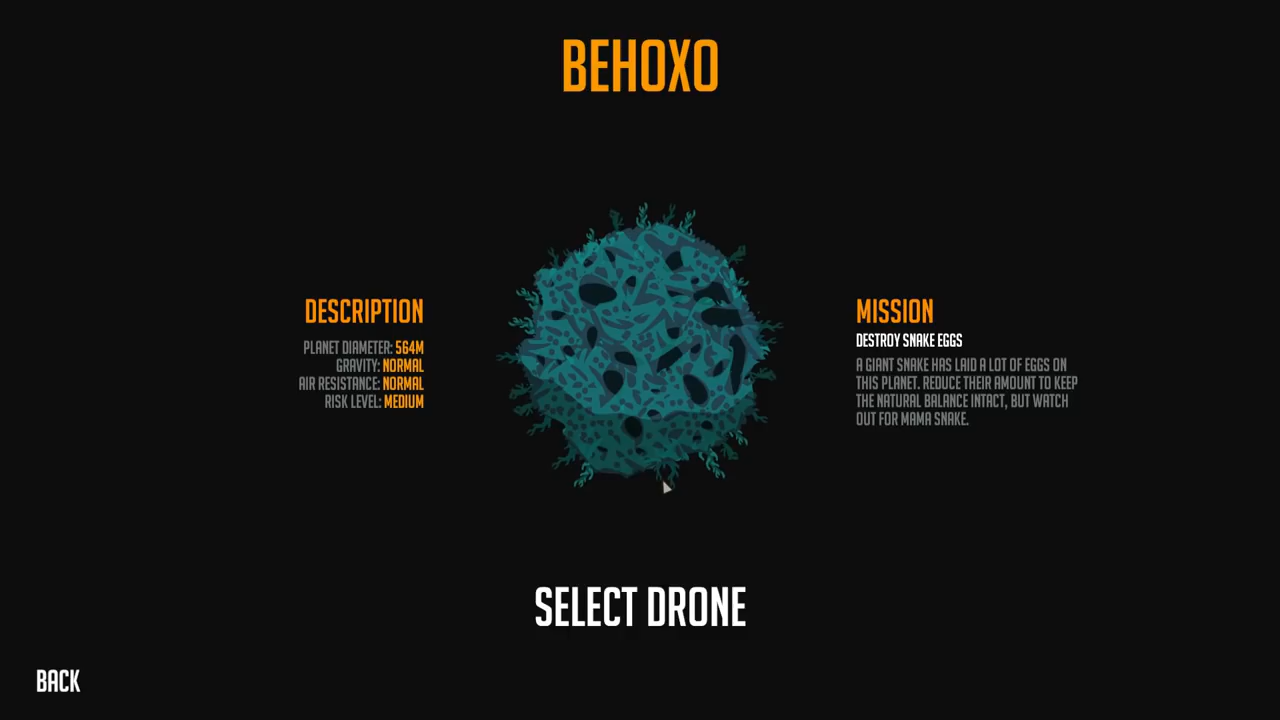 BEHOXO
DESCRIPTION
PLANET DIAMETER: 564M
GRAVITY: NORMAL
AIR RESISTANCE: NORMAL
RISK LEVEL: MEDIUM
MISSION
DESTROY SNAKE EGGS
A GIANT SNAKE HAS LAID A LOT OF EGGS ON
THIS PLANET. REDUCE THEIR AMOUNT TO KEEP
THE NATURAL BALANCE INTACT, BUT WATCH
OUT FOR MAMA SNAKE.
SELECT DRONE
BACK